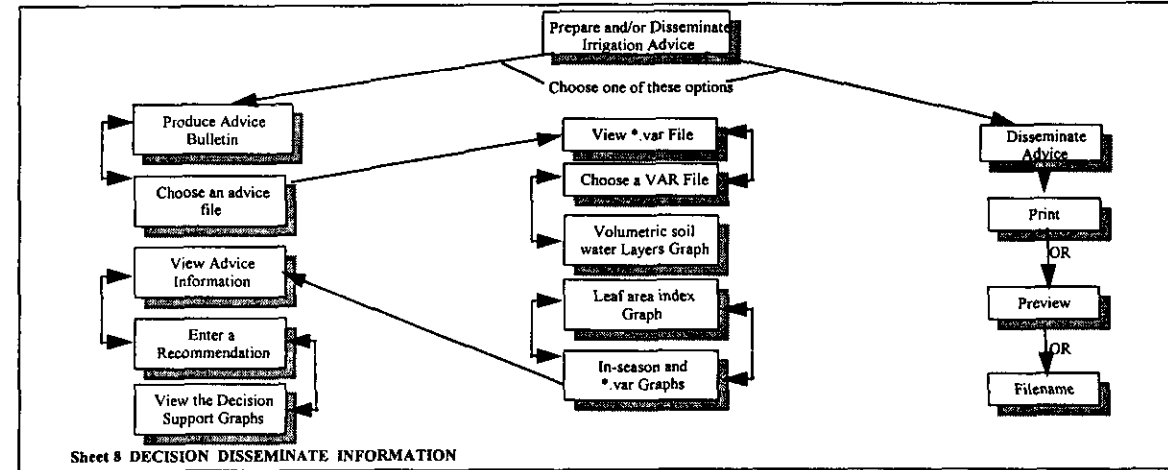 Prepare and/or Disseminate
Irrigation Advice
Choose one of these options
Produce Advice
Bulletin
Choose an advice
file
View Advice
Information
Enter a
Recommendation
View the Decision
Support Graphs
View *.var File
Choose a VAR File
Volumetric soil
water Layers Graph
Leaf area index
Graph
In-season and
*.var Graphs
Disseminate
Advice
Print
OR
Preview
OR
Filename
Sheet 8 DECISION DISSEMINATE INFORMATION